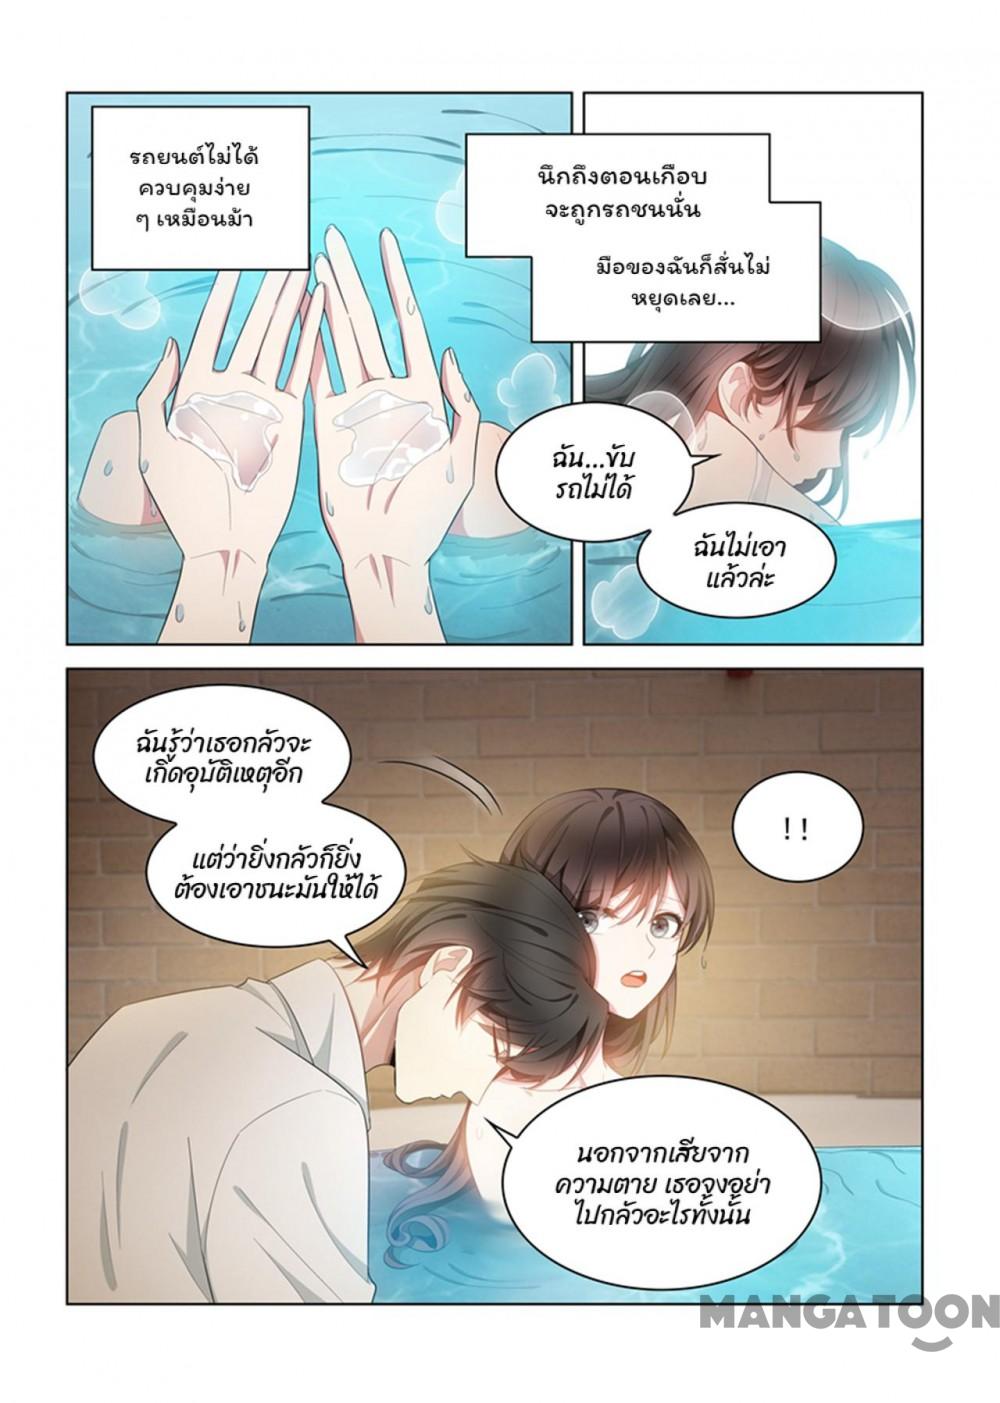 รถยนต์ไม่ได้
ควบคุมง่าย
ๆ เหมือนม้า
นึกถึงตอนเกือบ
จะถูกรถชนนั่น
มือของฉันก็สั่นไม่
หยุดเลย...
ฉัน...ขับ
รถไม่ได้
ฉันไม่เอา
แล้วล่ะ
ฉันรู้ว่าเธอกลัวจะ
เกิดอุบัติเหตุอีก
แต่ว่ายิ่งกลัวก็ยิ่ง
ต้องเอาชนะมันให้ได้
!!
นอกจากเสียจาก
ความตาย เธอจงอย่า
ไปกลัวอะไรทั้งนั้น
MANGATOON